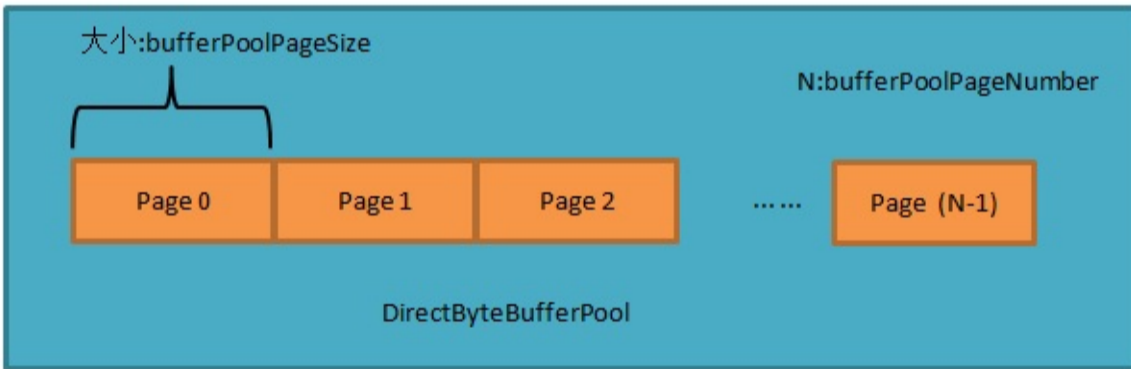 大小:bufferPoolPageSize
N:bufferPoolPageNumber
Page 0
Page 1
Page 2
……
Page (N-1)
DirectByteBufferPool